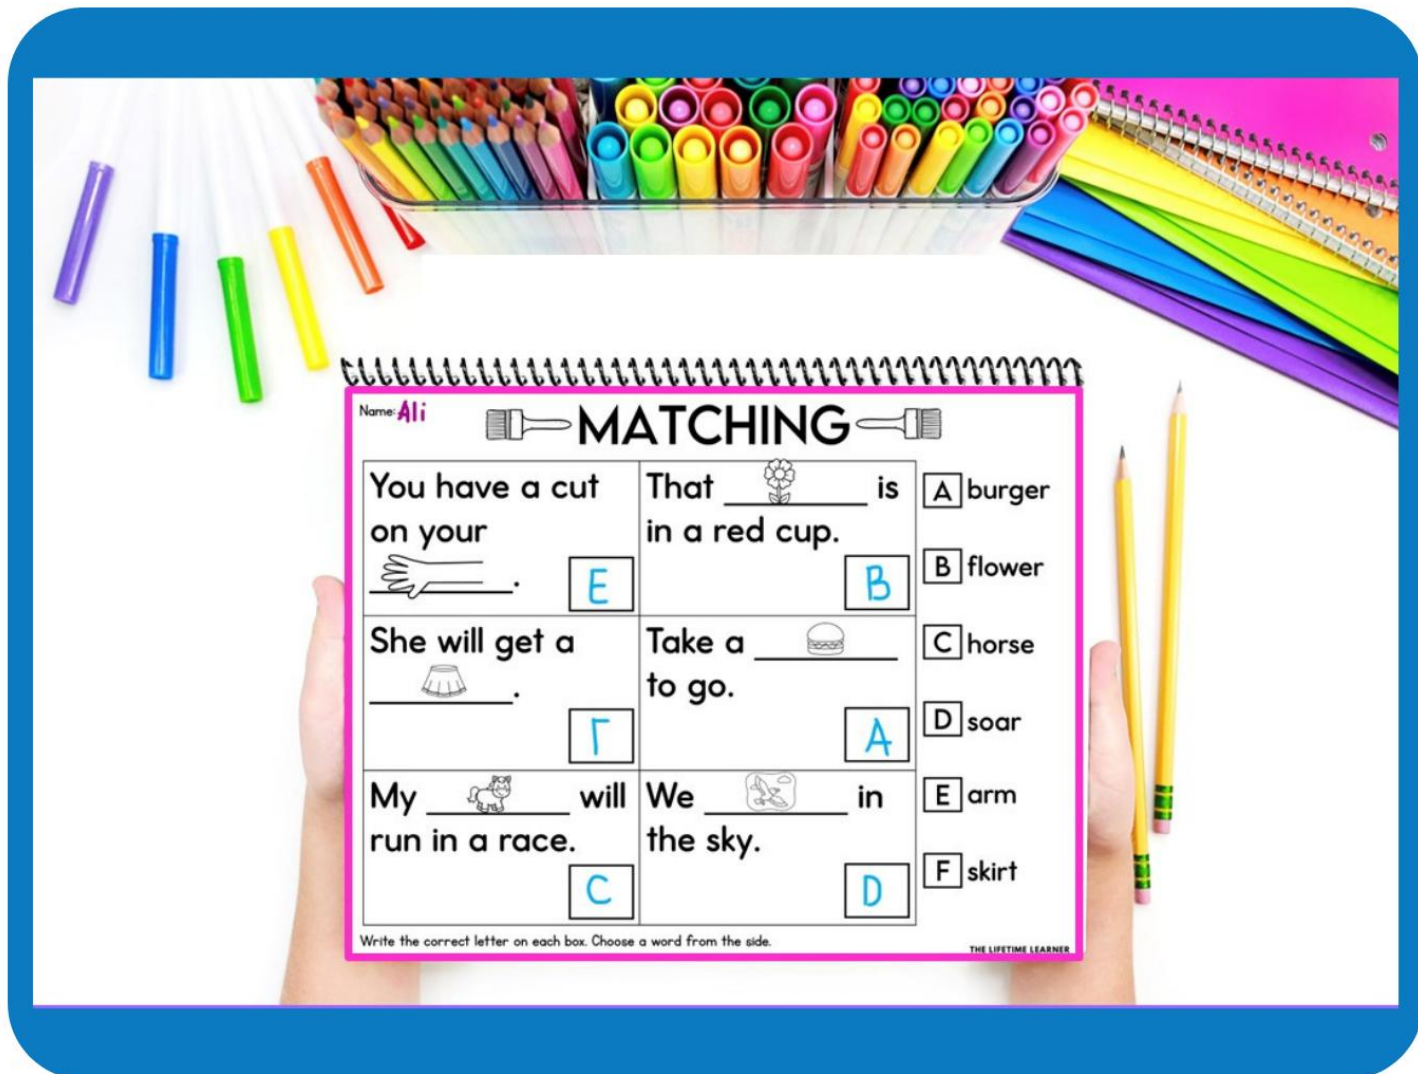 Name: Ali
MATCHING
You have a cut
on your
.
E
That is
in a red cup.
B
She will get a
.
Γ
Take a
to go.
A
My will
run in a race.
C
We in
the sky.
D
A burger
B flower
C horse
D soar
E arm
F skirt
Write the correct letter on each box. Choose a word from the side.
THE LIFETIME LEARNER